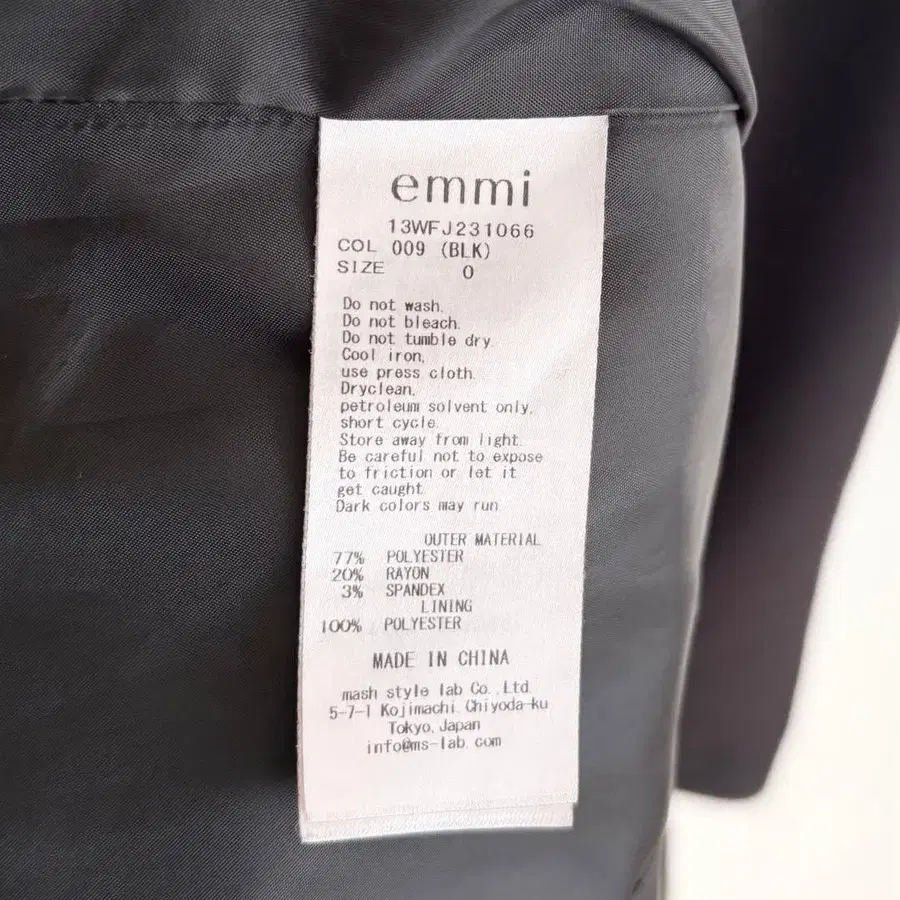 emmi
13WFJ231066
COL 009 (BLK)
SIZE 0
Do not wash.
Do not bleach.
Do not tumble dry.
Cool iron,
use press cloth.
Dryclean,
petroleum solvent only,
short cycle.
Store away from light.
Be careful not to expose
to friction or let it
get caught.
Dark colors may run.
OUTER MATERIAL
77% POLYESTER
20% RAYON
3% SPANDEX
LINING
100% POLYESTER
MADE IN CHINA
mash style lab Co.,Ltd.
5-7-1 Kojimachi,Chiyoda-ku
Tokyo,Japan
info@ms-lab.com